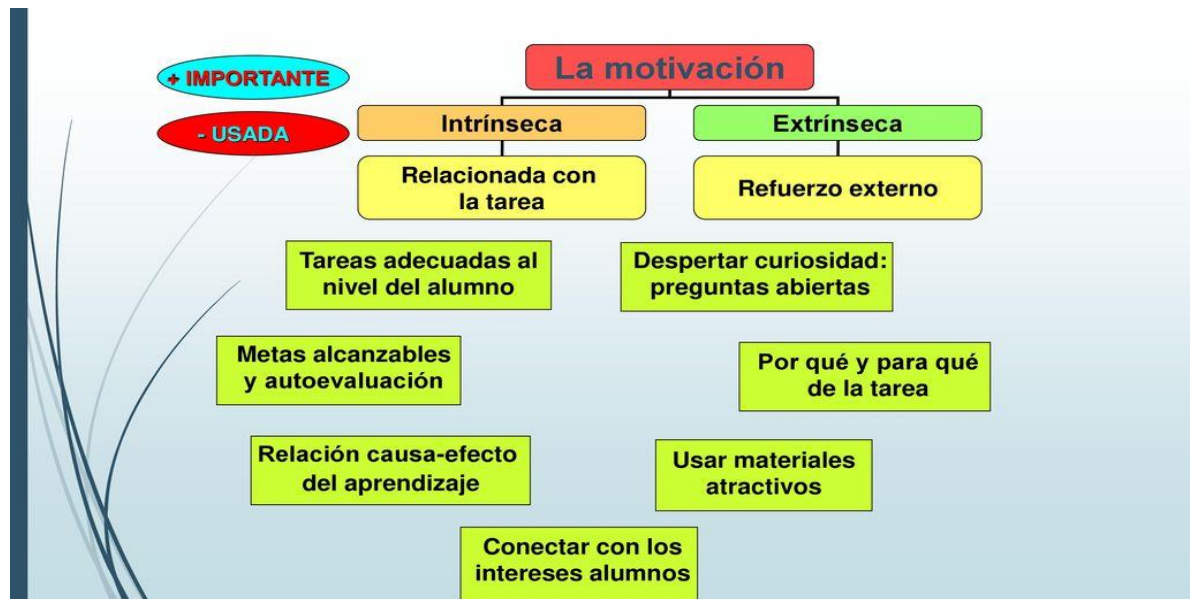 La motivación
+ IMPORTANTE
- USADA
Intrínseca
Extrínseca
Relacionada con
la tarea
Refuerzo externo
Tareas adecuadas al
nivel del alumno
Despertar curiosidad:
preguntas abiertas
Metas alcanzables
y autoevaluación
Por qué y para qué
de la tarea
Relación causa-efecto
del aprendizaje
Usar materiales
atractivos
Conectar con los
intereses alumnos